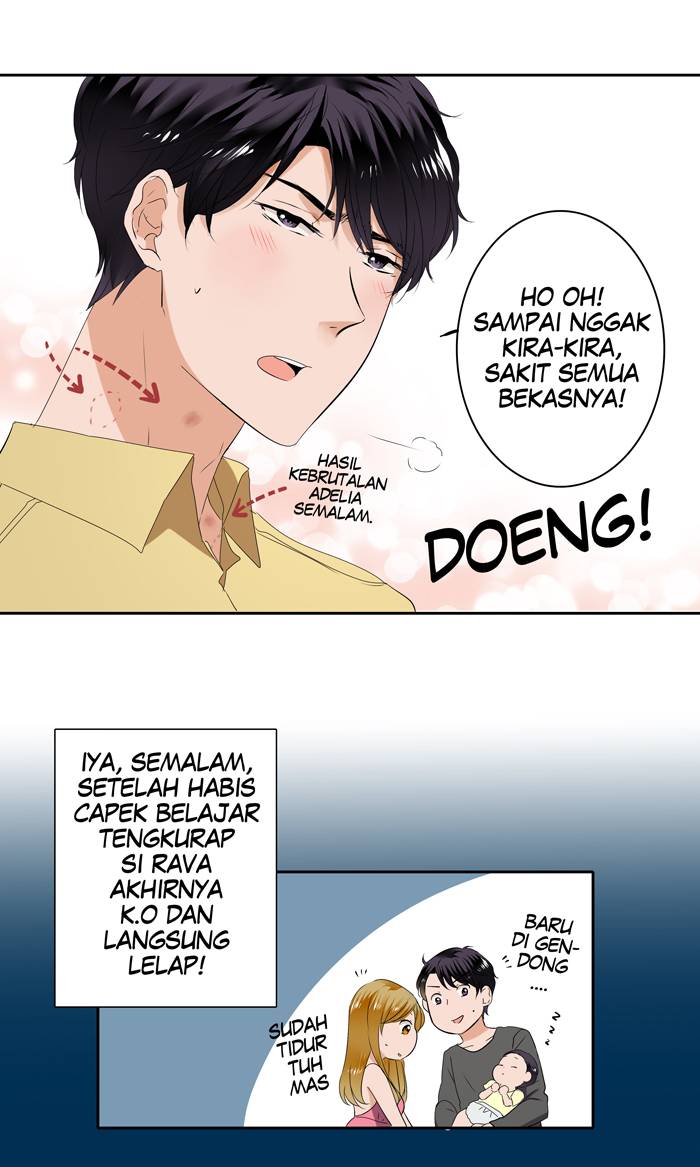 HO OH!
SAMPAI NGGAK
KIRA-KIRA,
SAKIT SEMUA
BEKASNYA!
HASIL
KEBRUTALAN
ADELIA
SEMALAM.
DOENG!
IYA, SEMALAM,
SETELAH HABIS
CAPEK BELAJAR
TENGKURAP
SI RAVA
AKHIRNYA
K.O DAN
LANGSUNG
LELAP!
BARU
DI GEN-
DONG
....
ZZZ
SUDAH
TIDUR
TUH
MAS